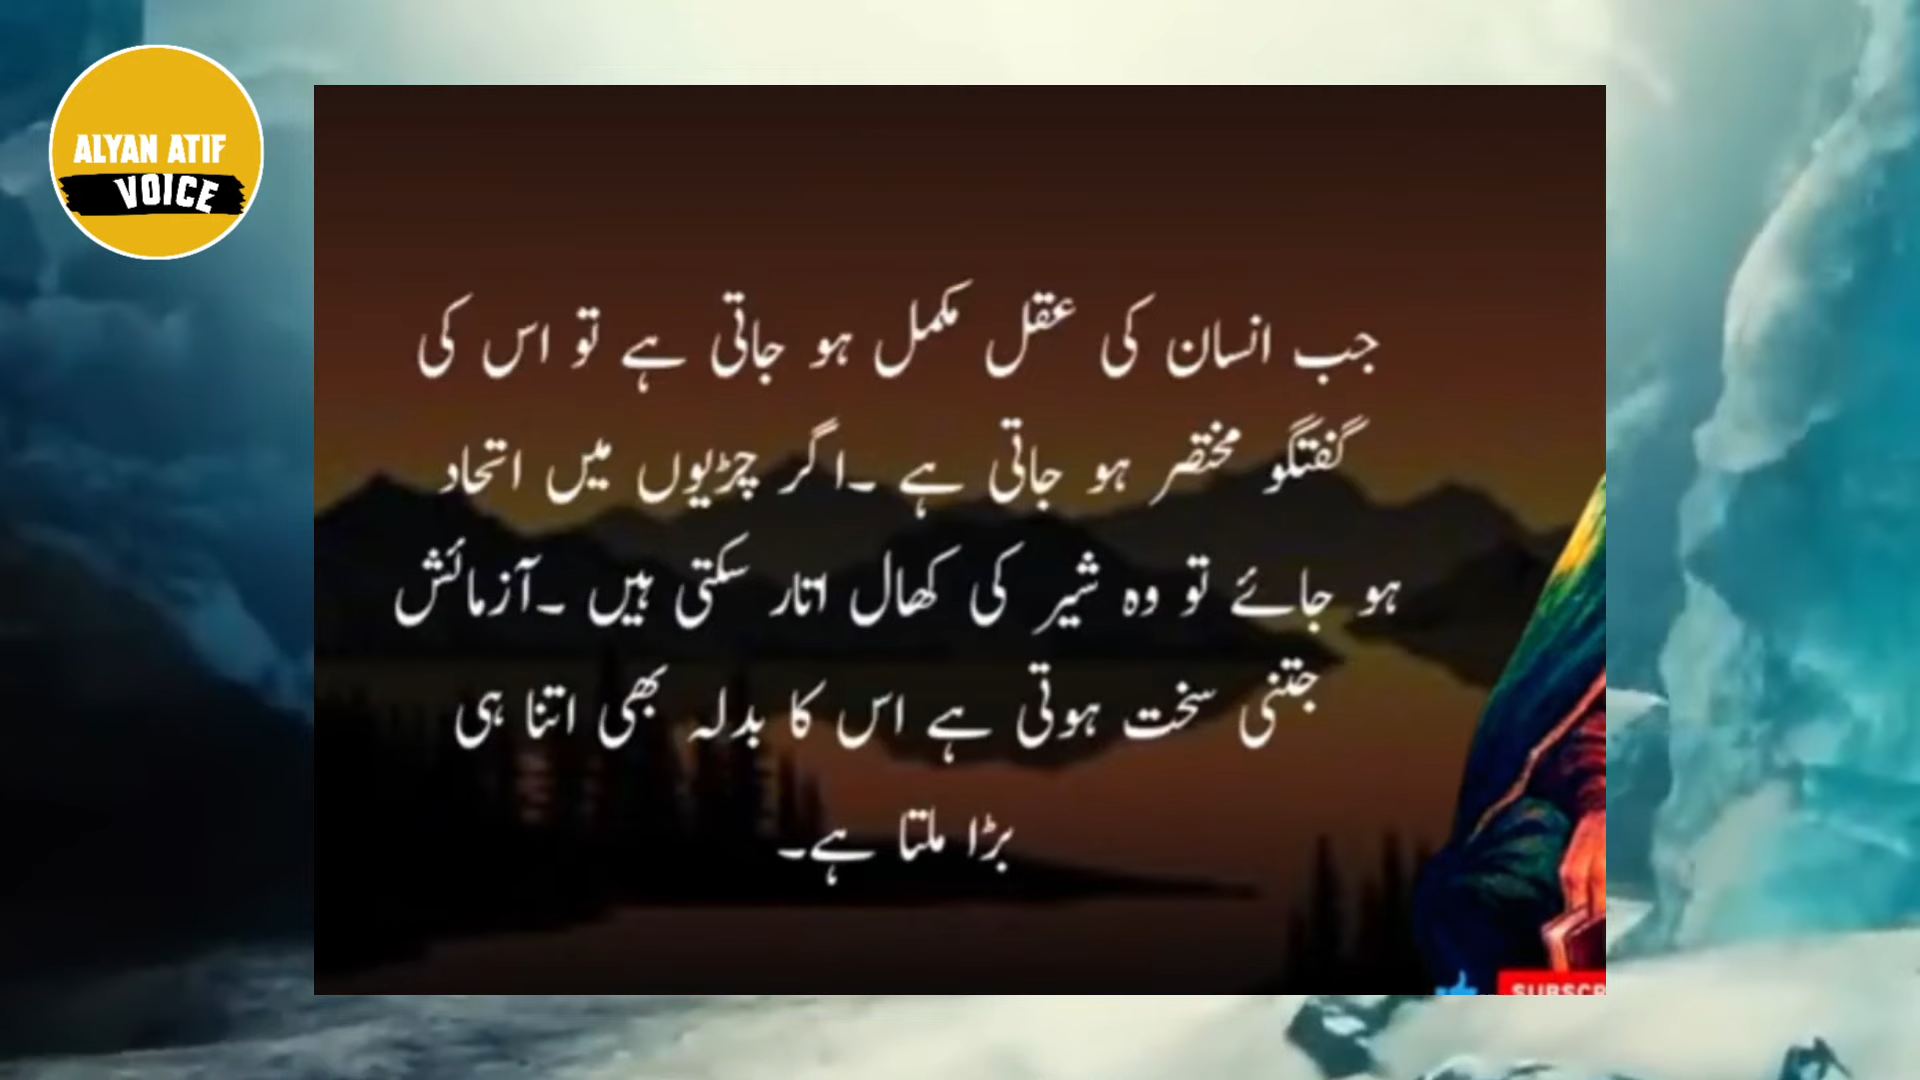 ALYAN ATIF
VOICE
جب انسان کی عقل مکمل ہو جاتی ہے تو اس کی
گفتگو مختصر ہو جاتی ہے ۔اگر چڑیوں میں اتحاد
ہو جائے تو وہ شیر کی کھال اتار سکتی ہیں ۔آزمائش
جتنی سخت ہوتی ہے اس کا بدلہ بھی اتنا ہی
بڑا ملتا ہے۔
SUBSCR